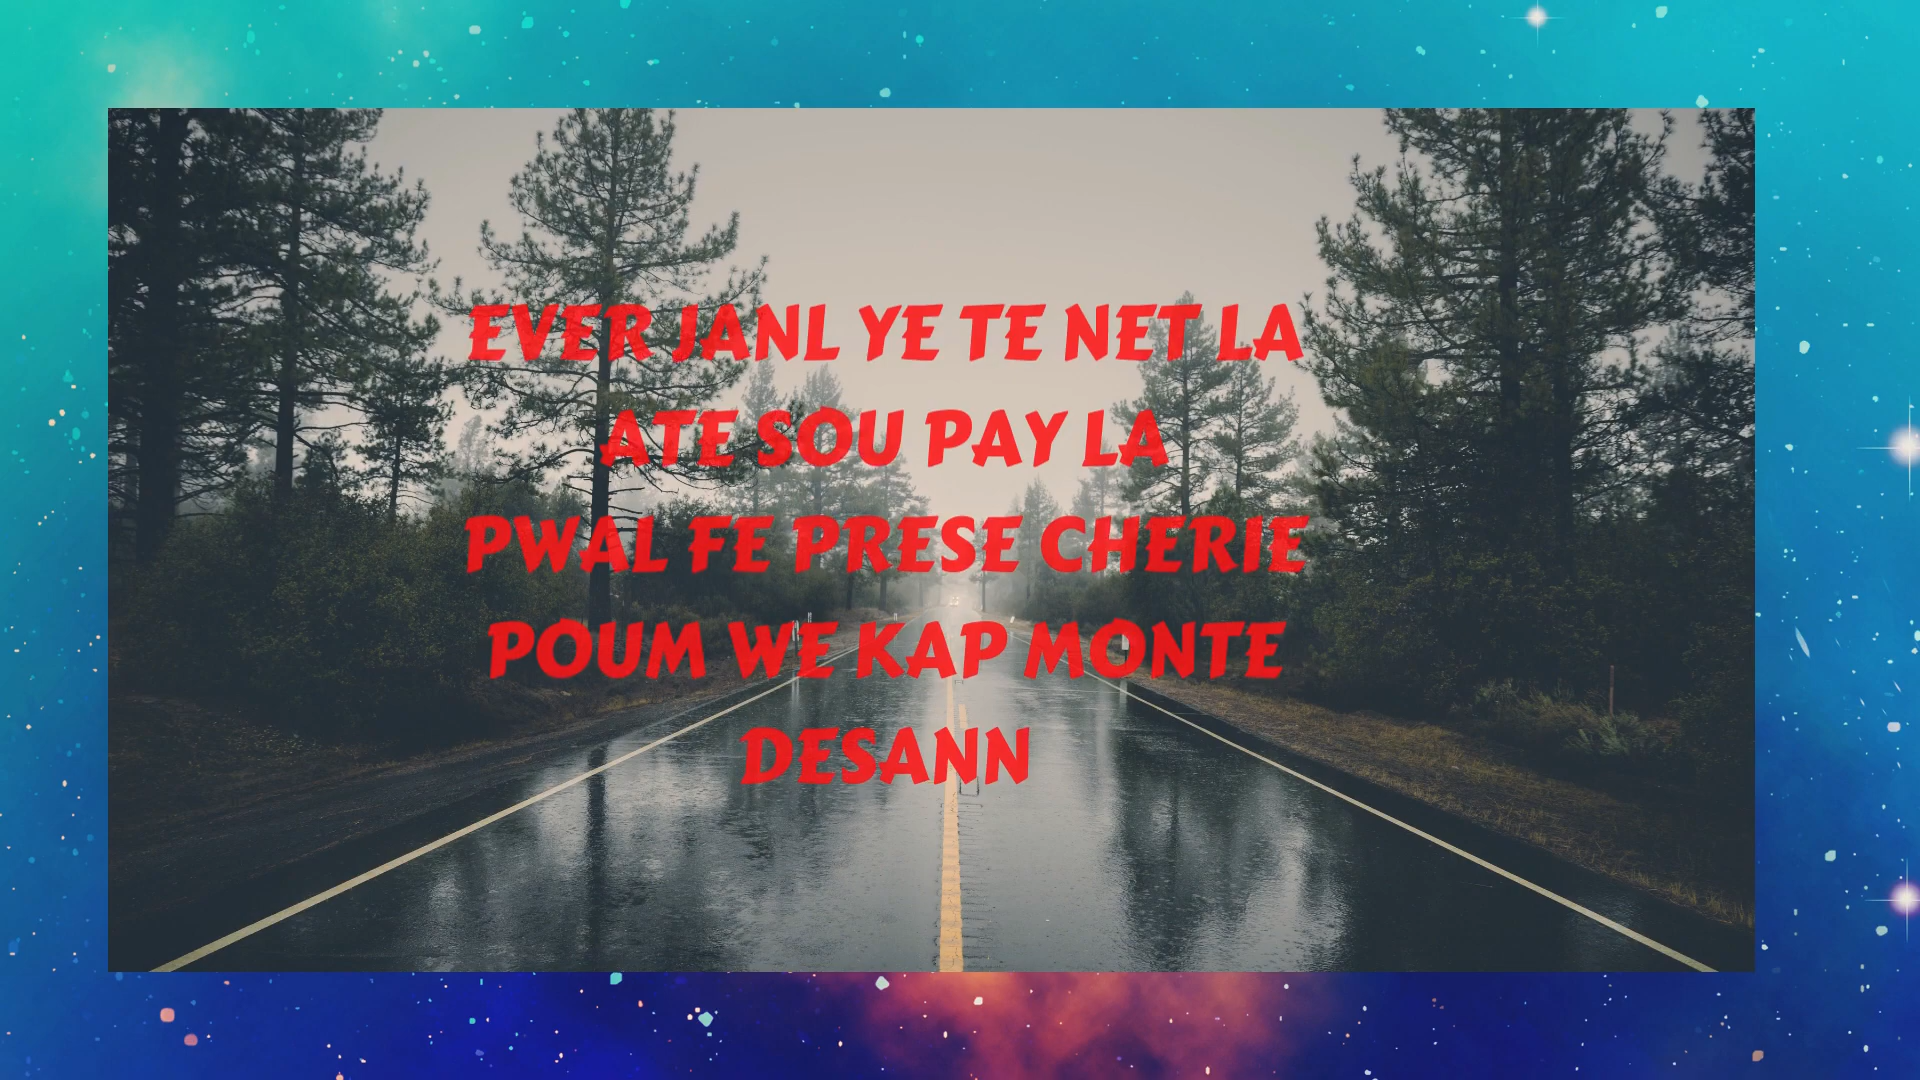 EVER JANL YE TE NET LA
ATE SOU PAY LA
PWAL FE PRESE CHERIE
POUM WE KAP MONTE
DESANN